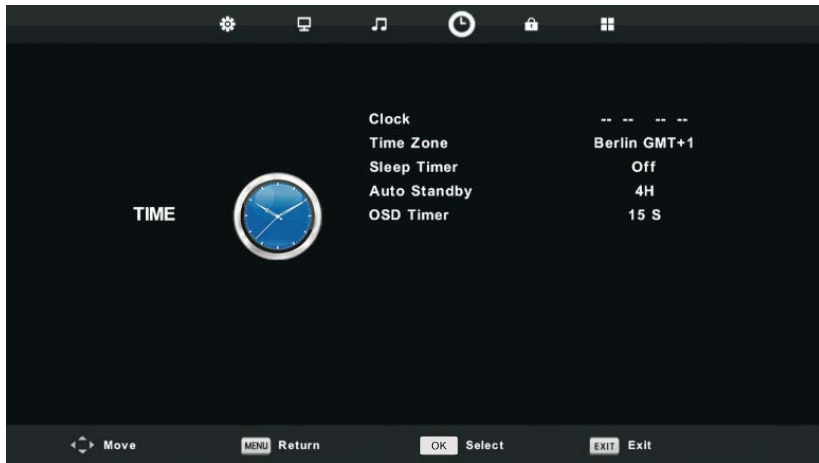 Clock -- -- -- --
Time Zone Berlin GMT+1
Sleep Timer Off
Auto Standby 4H
TIME
OSD Timer 15 S
Move MENU Return OK Select EXIT Exit